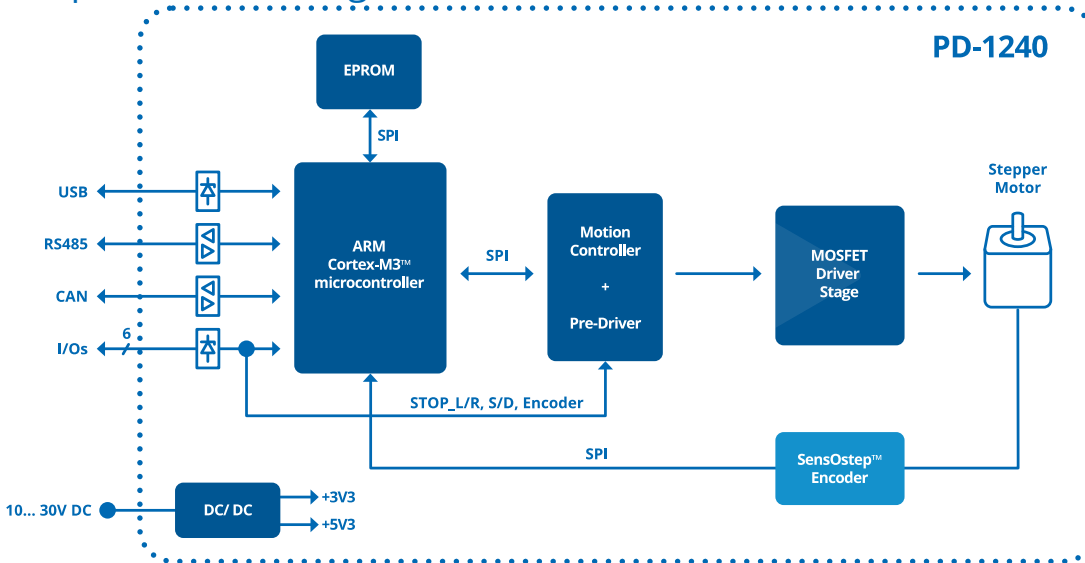 PD-1240
EPROM
SPI
USB
RS485
CAN
6
I/Os
ARM
Cortex-M3™
microcontroller
SPI
Motion
Controller
+
Pre-Driver
MOSFET
Driver
Stage
Stepper
Motor
STOP_L/R, S/D, Encoder
SPI
SensOstep™
Encoder
10... 30V DC
DC/ DC
+3V3
+5V3